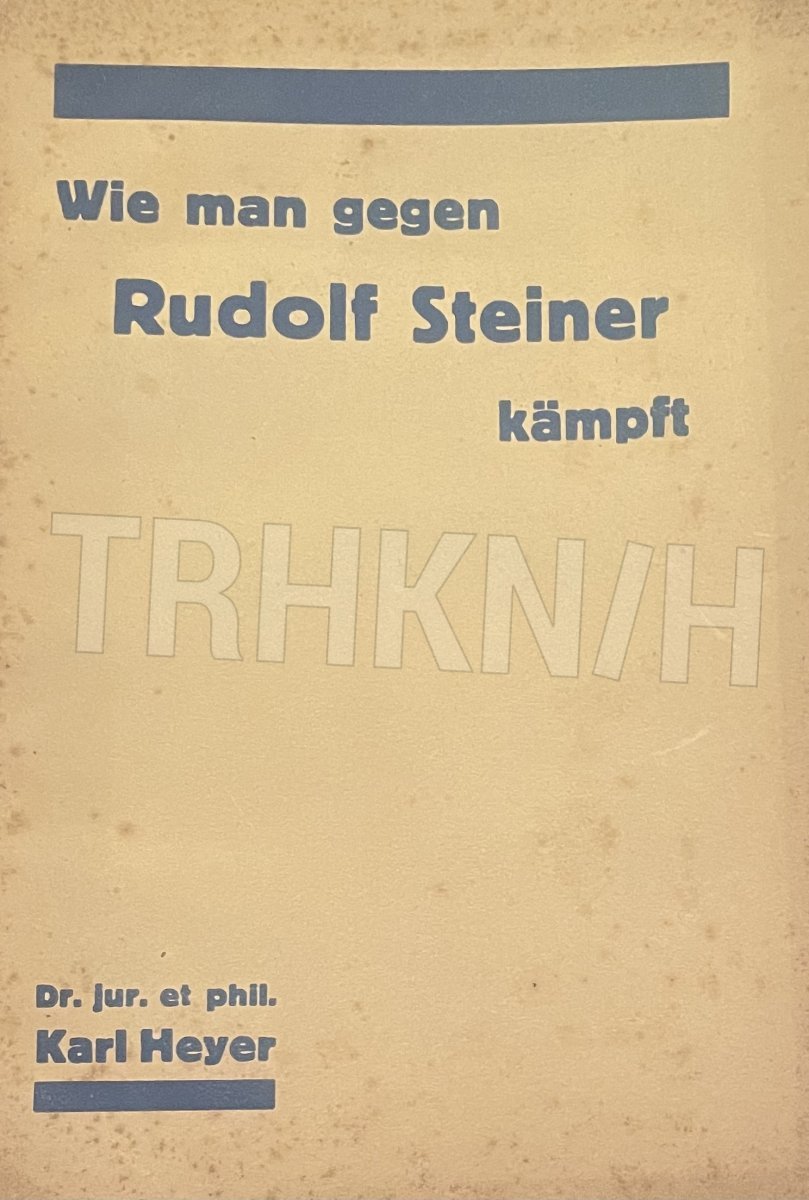 Wie man gegen
Rudolf Steiner
kämpft
TRHKN/H
Dr. jur. et phil.
Karl Heyer